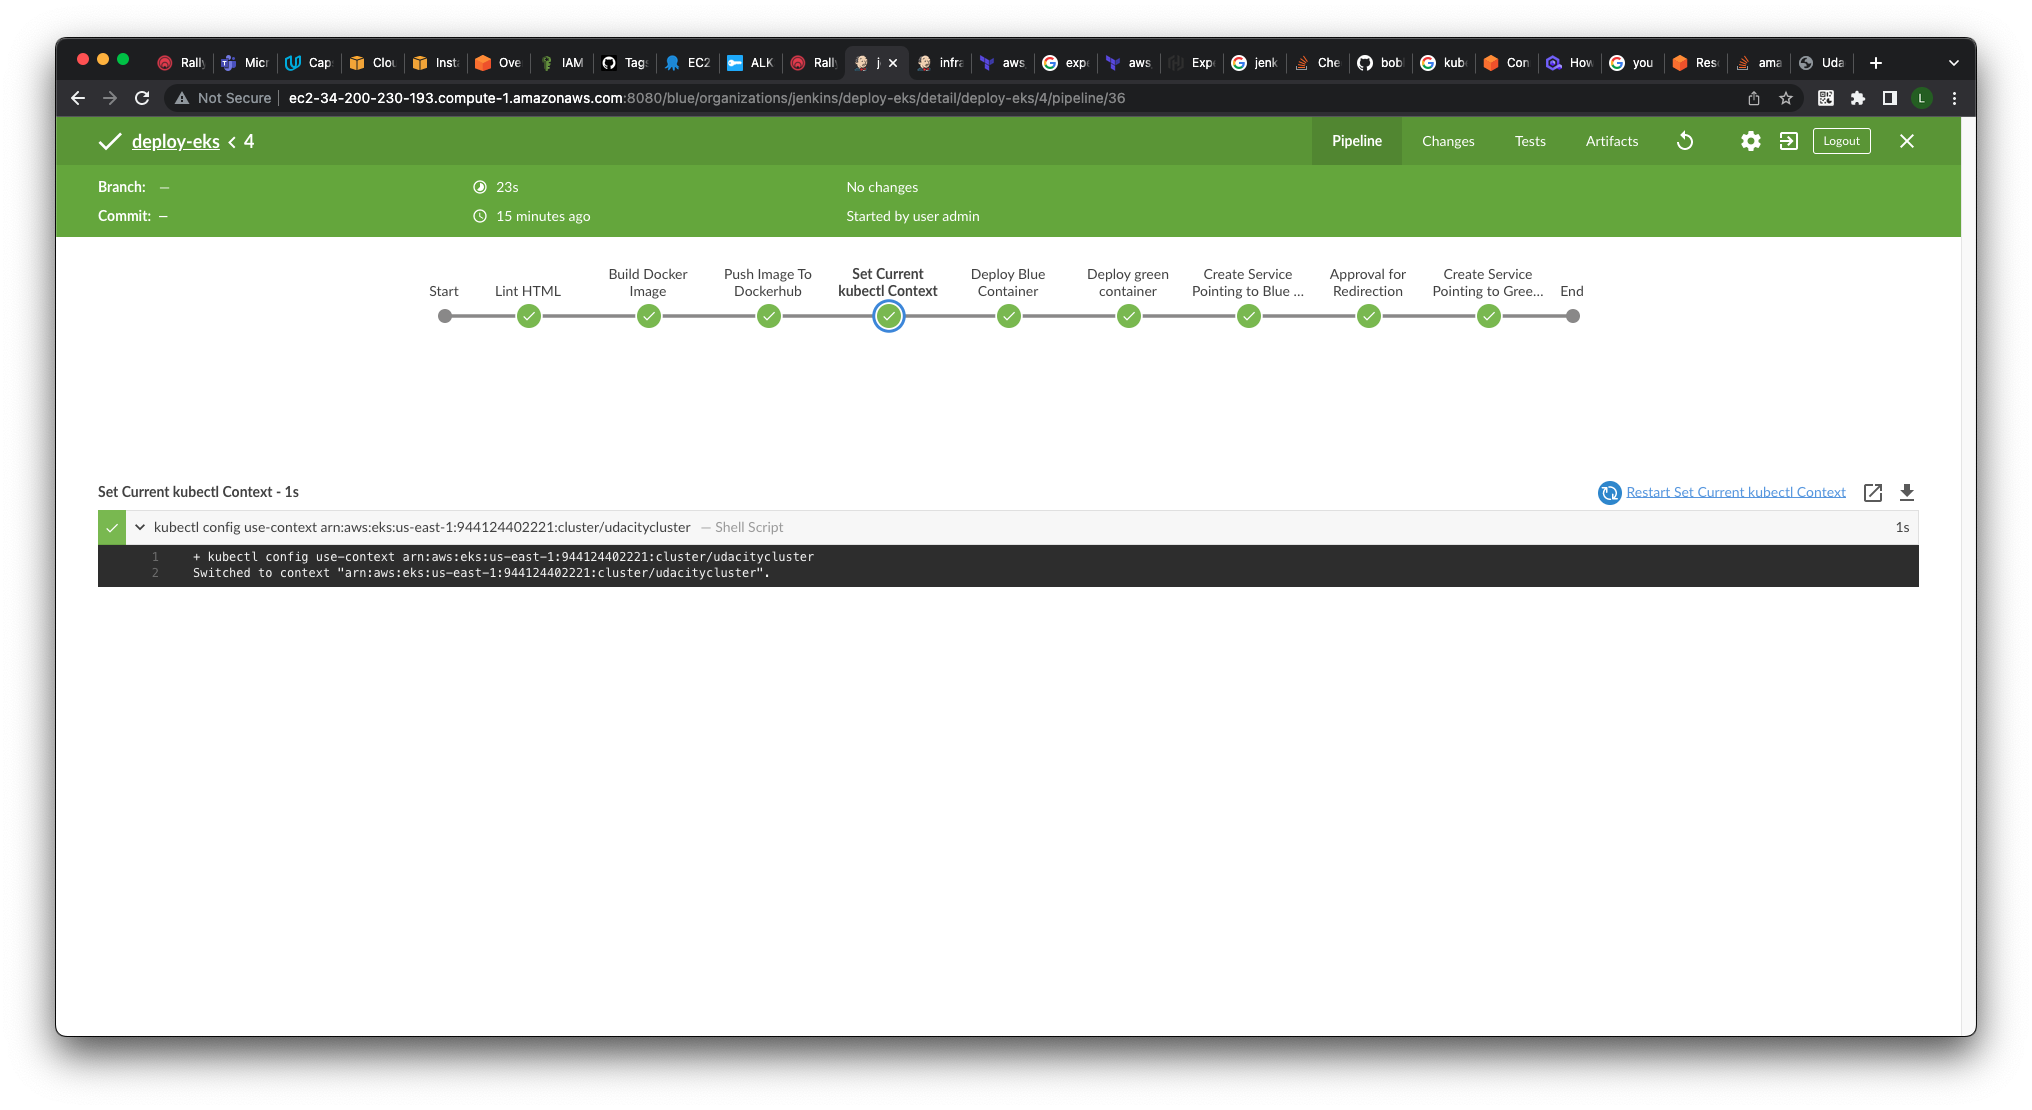 Rally
Micr
Cap
Clou
Inst
Ove
IAM
Tags
EC2
ALK
Rally
j
infra
aws
expe
aws_
Exp
jenk
Che
bob
kube
Con
How
you
Res
ama
Uda
Not Secure
ec2-34-200-230-193.compute-1.amazonaws.com:8080/blue/organizations/jenkins/deploy-eks/detail/deploy-eks/4/pipeline/36
L
deploy-eks < 4
Pipeline
Changes
Tests
Artifacts
Logout
Branch: —
23s
No changes
Commit: —
15 minutes ago
Started by user admin
Start
Lint HTML
Build Docker
Image
Push Image To
Dockerhub
Set Current
kubectl Context
Deploy Blue
Container
Deploy green
container
Create Service
Pointing to Blue ...
Approval for
Redirection
Create Service
Pointing to Gree...
End
Set Current kubectl Context - 1s
Restart Set Current kubectl Context
kubectl config use-context arn:aws:eks:us-east-1:944124402221:cluster/udacitycluster — Shell Script
1s
1 + kubectl config use-context arn:aws:eks:us-east-1:944124402221:cluster/udacitycluster
2 Switched to context "arn:aws:eks:us-east-1:944124402221:cluster/udacitycluster".